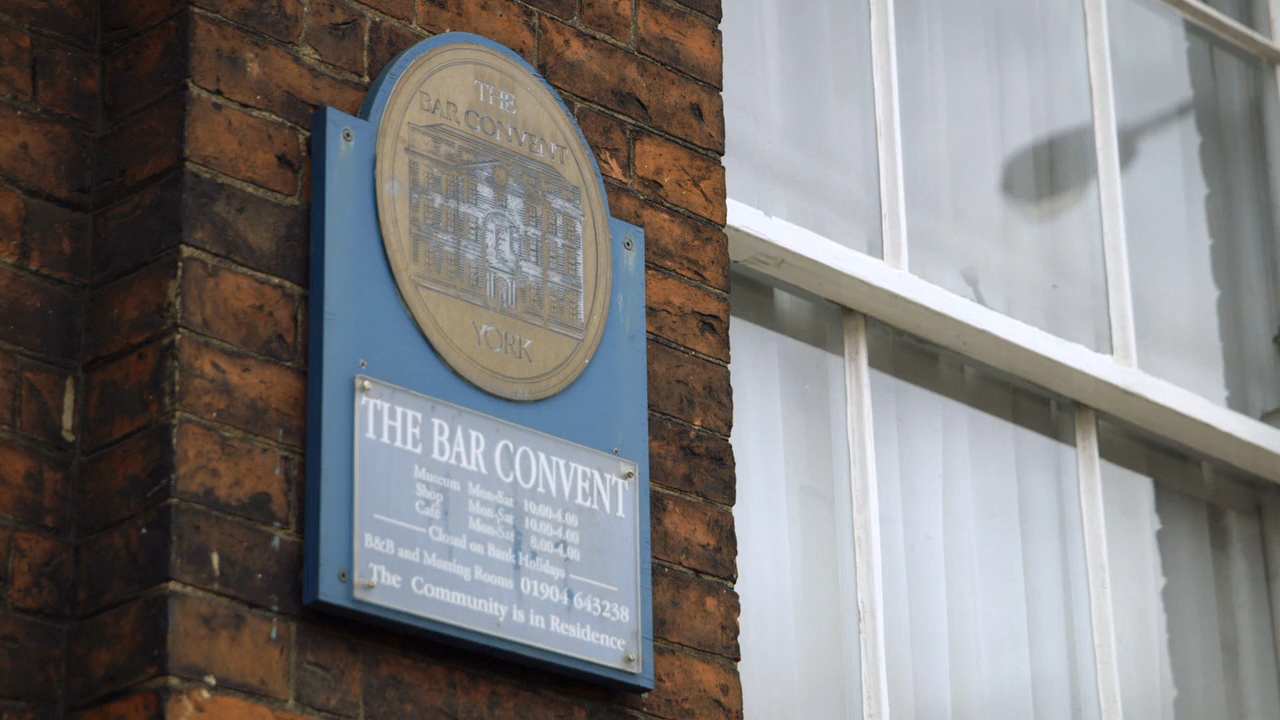 THE
BAR CONVENT
YORK
THE BAR CONVENT
Museum Mon-Sat 10.00-4.00
Shop Mon-Sat 10.00-4.00
Café Mon-Sat 8.00-4.00
Closed on Bank Holidays
B&B and Meeting Rooms 01904 643238
The Community is in Residence